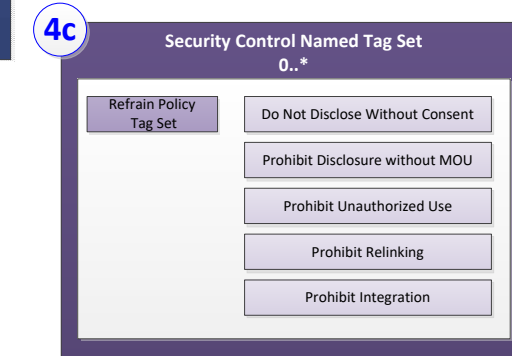 4c
Security Control Named Tag Set
0..*
Refrain Policy
Tag Set
Do Not Disclose Without Consent
Prohibit Disclosure without MOU
Prohibit Unauthorized Use
Prohibit Relinking
Prohibit Integration